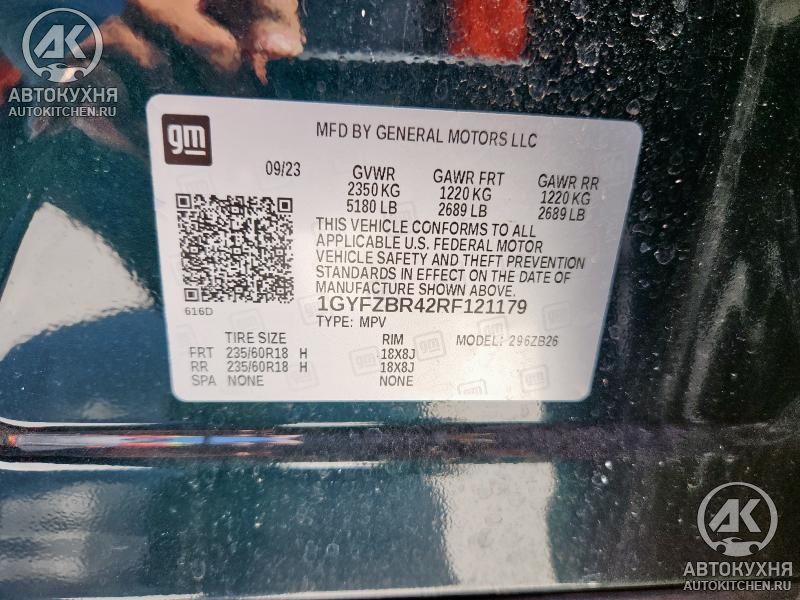 AK
АВТОКУХНЯ
AUTOKITCHEN.RU
gm
MFD BY GENERAL MOTORS LLC
09/23 GVWR GAWR FRT GAWR RR
2350 KG 1220 KG 1220 KG
5180 LB 2689 LB 2689 LB
THIS VEHICLE CONFORMS TO ALL
APPLICABLE U.S. FEDERAL MOTOR
VEHICLE SAFETY AND THEFT PREVENTION
STANDARDS IN EFFECT ON THE DATE OF
MANUFACTURE SHOWN ABOVE.
616D
1GYFZBR42RF121179
TYPE: MPV
TIRE SIZE RIM MODEL: 296ZB26
FRT 235/60R18 H 18X8J
RR 235/60R18 H 18X8J
SPA NONE NONE
AK
АВТОКУХНЯ
AUTOKITCHEN.RU